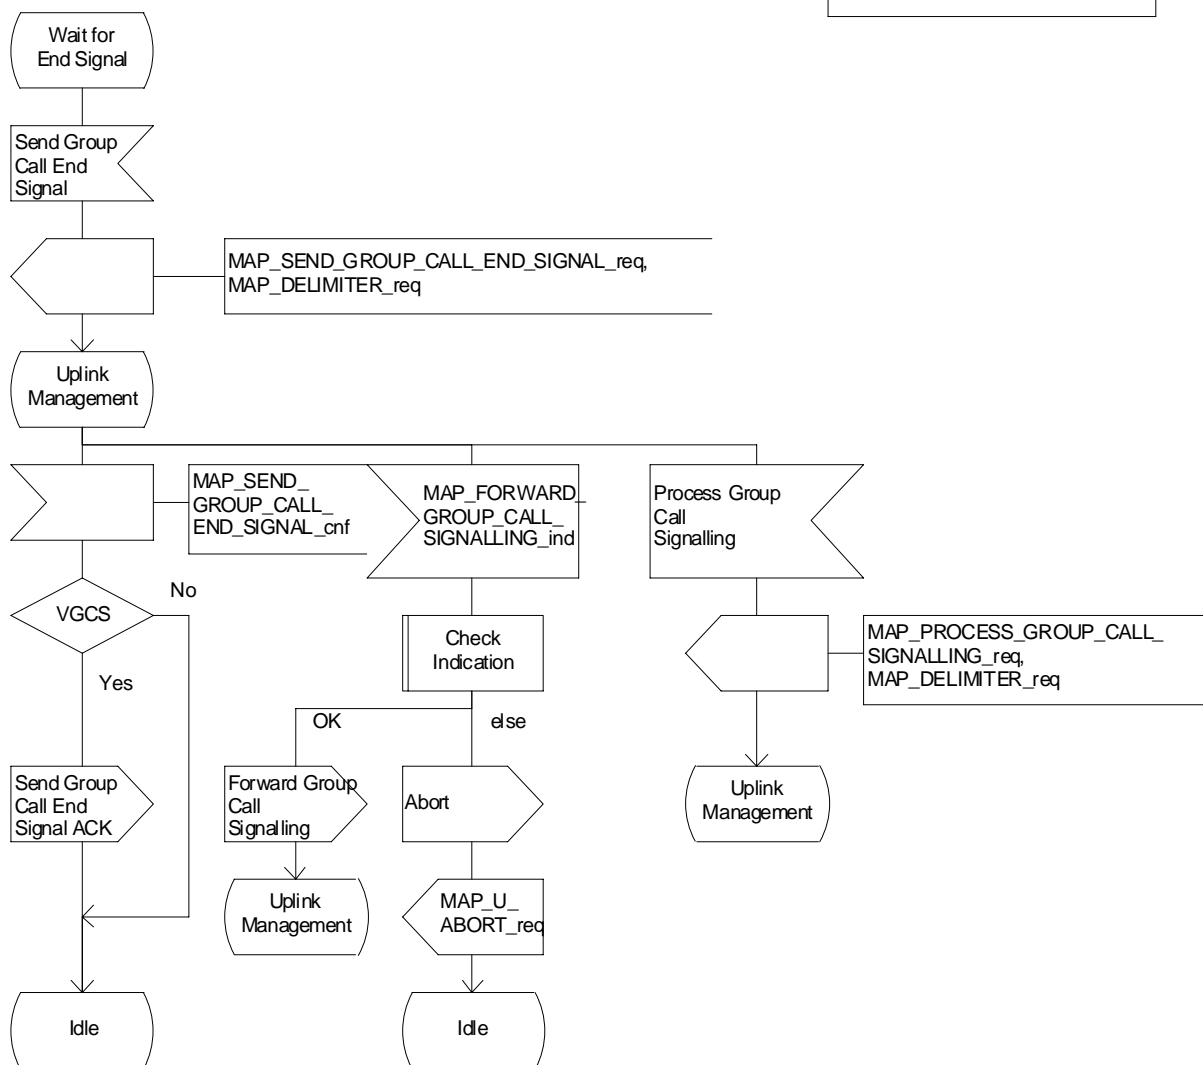 Wait for
End Signal
Send Group
Call End
Signal
MAP_SEND_GROUP_CALL_END_SIGNAL_req,
MAP_DELIMITER_req
Uplink
Management
MAP_SEND_
GROUP_CALL_
END_SIGNAL_cnf
MAP_FORWARD_
GROUP_CALL_
SIGNALLING_ind
Process Group
Call
Signalling
No
VGCS
Yes
Check
Indication
MAP_PROCESS_GROUP_CALL_
SIGNALLING_req,
MAP_DELIMITER_req
OK
else
Send Group
Call End
Signal ACK
Forward Group
Call
Signalling
Abort
Uplink
Management
Uplink
Management
MAP_U_
ABORT_req
Idle
Idle